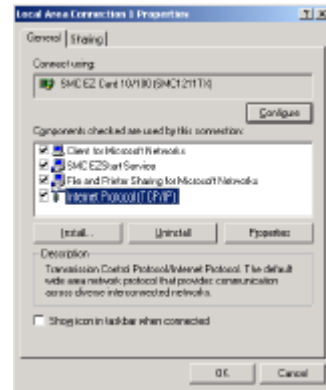 Local Area Connection 1 Properties
General
Sharing
Connect using:
SMC EZ Card 10/100 (SMC1211TX)
Configure
Components checked are used by this connection:
Client for Microsoft Networks
SMC EZStart Service
File and Printer Sharing for Microsoft Networks
Internet Protocol (TCP/IP)
Install...
Uninstall
Properties
Description
Transmission Control Protocol/Internet Protocol. The default
wide area network protocol that provides communication
across diverse interconnected networks.
Show icon in taskbar when connected
OK
Cancel